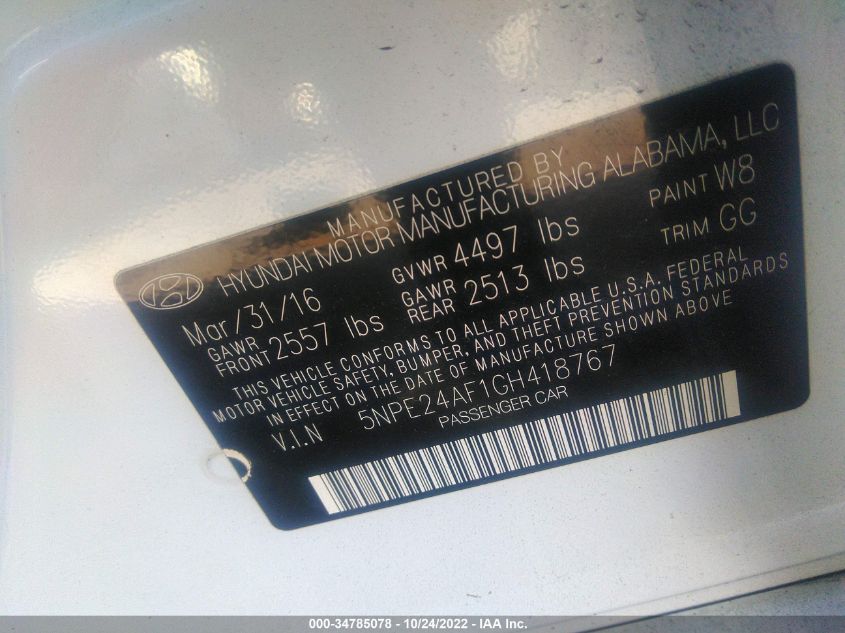 MANUFACTURED BY
HYUNDAI MOTOR MANUFACTURING ALABAMA, LLC
Mar/31/16 GVWR 4497 lbs PAINT W8
GAWR FRONT 2557 lbs GAWR REAR 2513 lbs TRIM GG
THIS VEHICLE CONFORMS TO ALL APPLICABLE U.S.A. FEDERAL
MOTOR VEHICLE SAFETY, BUMPER, AND THEFT PREVENTION STANDARDS
IN EFFECT ON THE DATE OF MANUFACTURE SHOWN ABOVE
V.I.N 5NPE24AF1GH418767
PASSENGER CAR
000-34785078 - 10/24/2022 - IAA Inc.